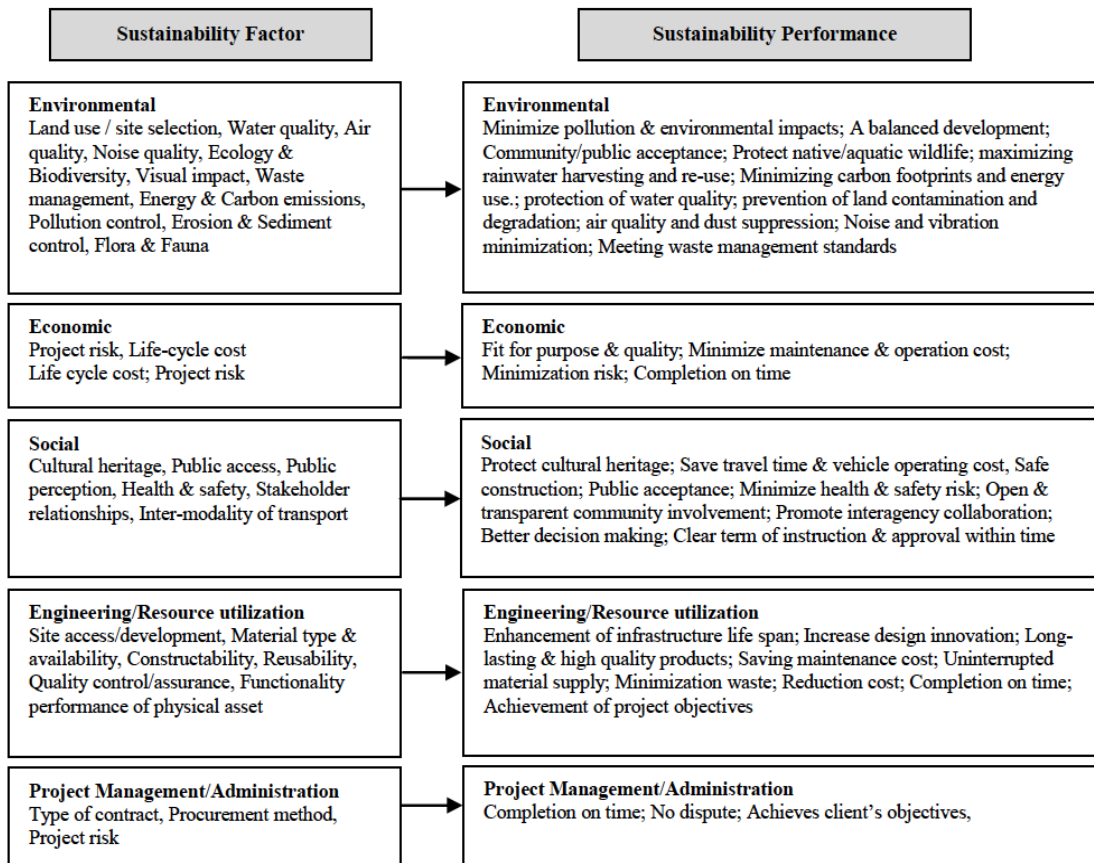 Sustainability Factor
Sustainability Performance
Environmental
Land use / site selection, Water quality, Air
quality, Noise quality, Ecology &
Biodiversity, Visual impact, Waste
management, Energy & Carbon emissions,
Pollution control, Erosion & Sediment
control, Flora & Fauna
Environmental
Minimize pollution & environmental impacts; A balanced development;
Community/public acceptance; Protect native/aquatic wildlife; maximizing
rainwater harvesting and re-use; Minimizing carbon footprints and energy
use.; protection of water quality; prevention of land contamination and
degradation; air quality and dust suppression; Noise and vibration
minimization; Meeting waste management standards
Economic
Project risk, Life-cycle cost
Life cycle cost; Project risk
Economic
Fit for purpose & quality; Minimize maintenance & operation cost;
Minimization risk; Completion on time
Social
Cultural heritage, Public access, Public
perception, Health & safety, Stakeholder
relationships, Inter-modality of transport
Social
Protect cultural heritage; Save travel time & vehicle operating cost, Safe
construction; Public acceptance; Minimize health & safety risk; Open &
transparent community involvement; Promote interagency collaboration;
Better decision making; Clear term of instruction & approval within time
Engineering/Resource utilization
Site access/development, Material type &
availability, Constructability, Reusability,
Quality control/assurance, Functionality
performance of physical asset
Engineering/Resource utilization
Enhancement of infrastructure life span; Increase design innovation; Long-
lasting & high quality products; Saving maintenance cost; Uninterrupted
material supply; Minimization waste; Reduction cost; Completion on time;
Achievement of project objectives
Project Management/Administration
Type of contract, Procurement method,
Project risk
Project Management/Administration
Completion on time; No dispute; Achieves client's objectives,